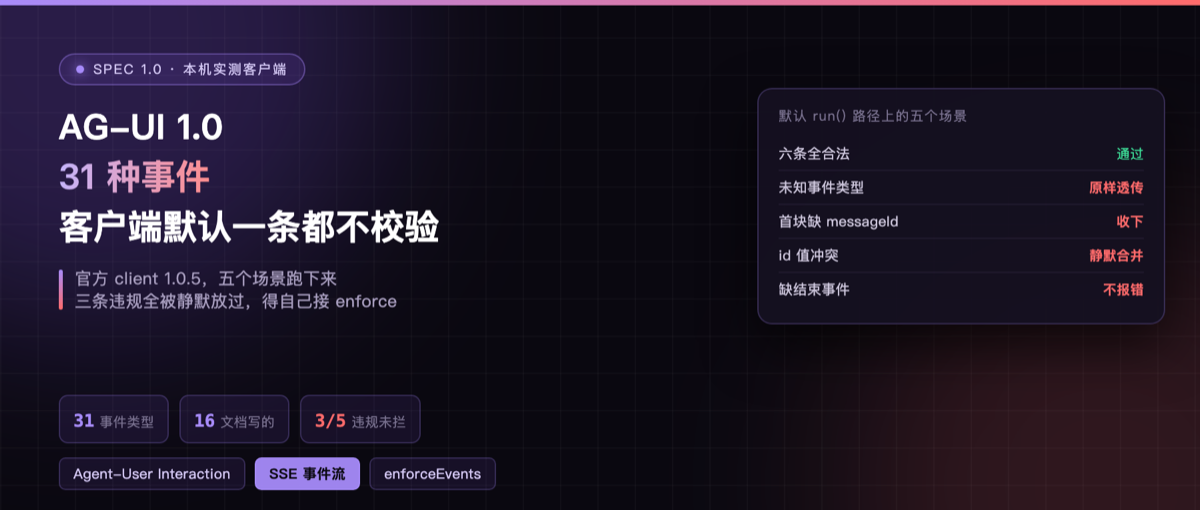 SPEC 1.0 · 本机实测客户端
AG-UI 1.0
31 种事件
客户端默认一条都不校验
官方 client 1.0.5，五个场景跑下来
三条违规全被静默放过，得自己接 enforce
默认 run() 路径上的五个场景
六条全合法 通过
未知事件类型 原样透传
首块缺 messageId 收下
id 值冲突 静默合并
缺结束事件 不报错
31 事件类型
16 文档写的
3/5 违规未拦
Agent-User Interaction
SSE 事件流
enforceEvents